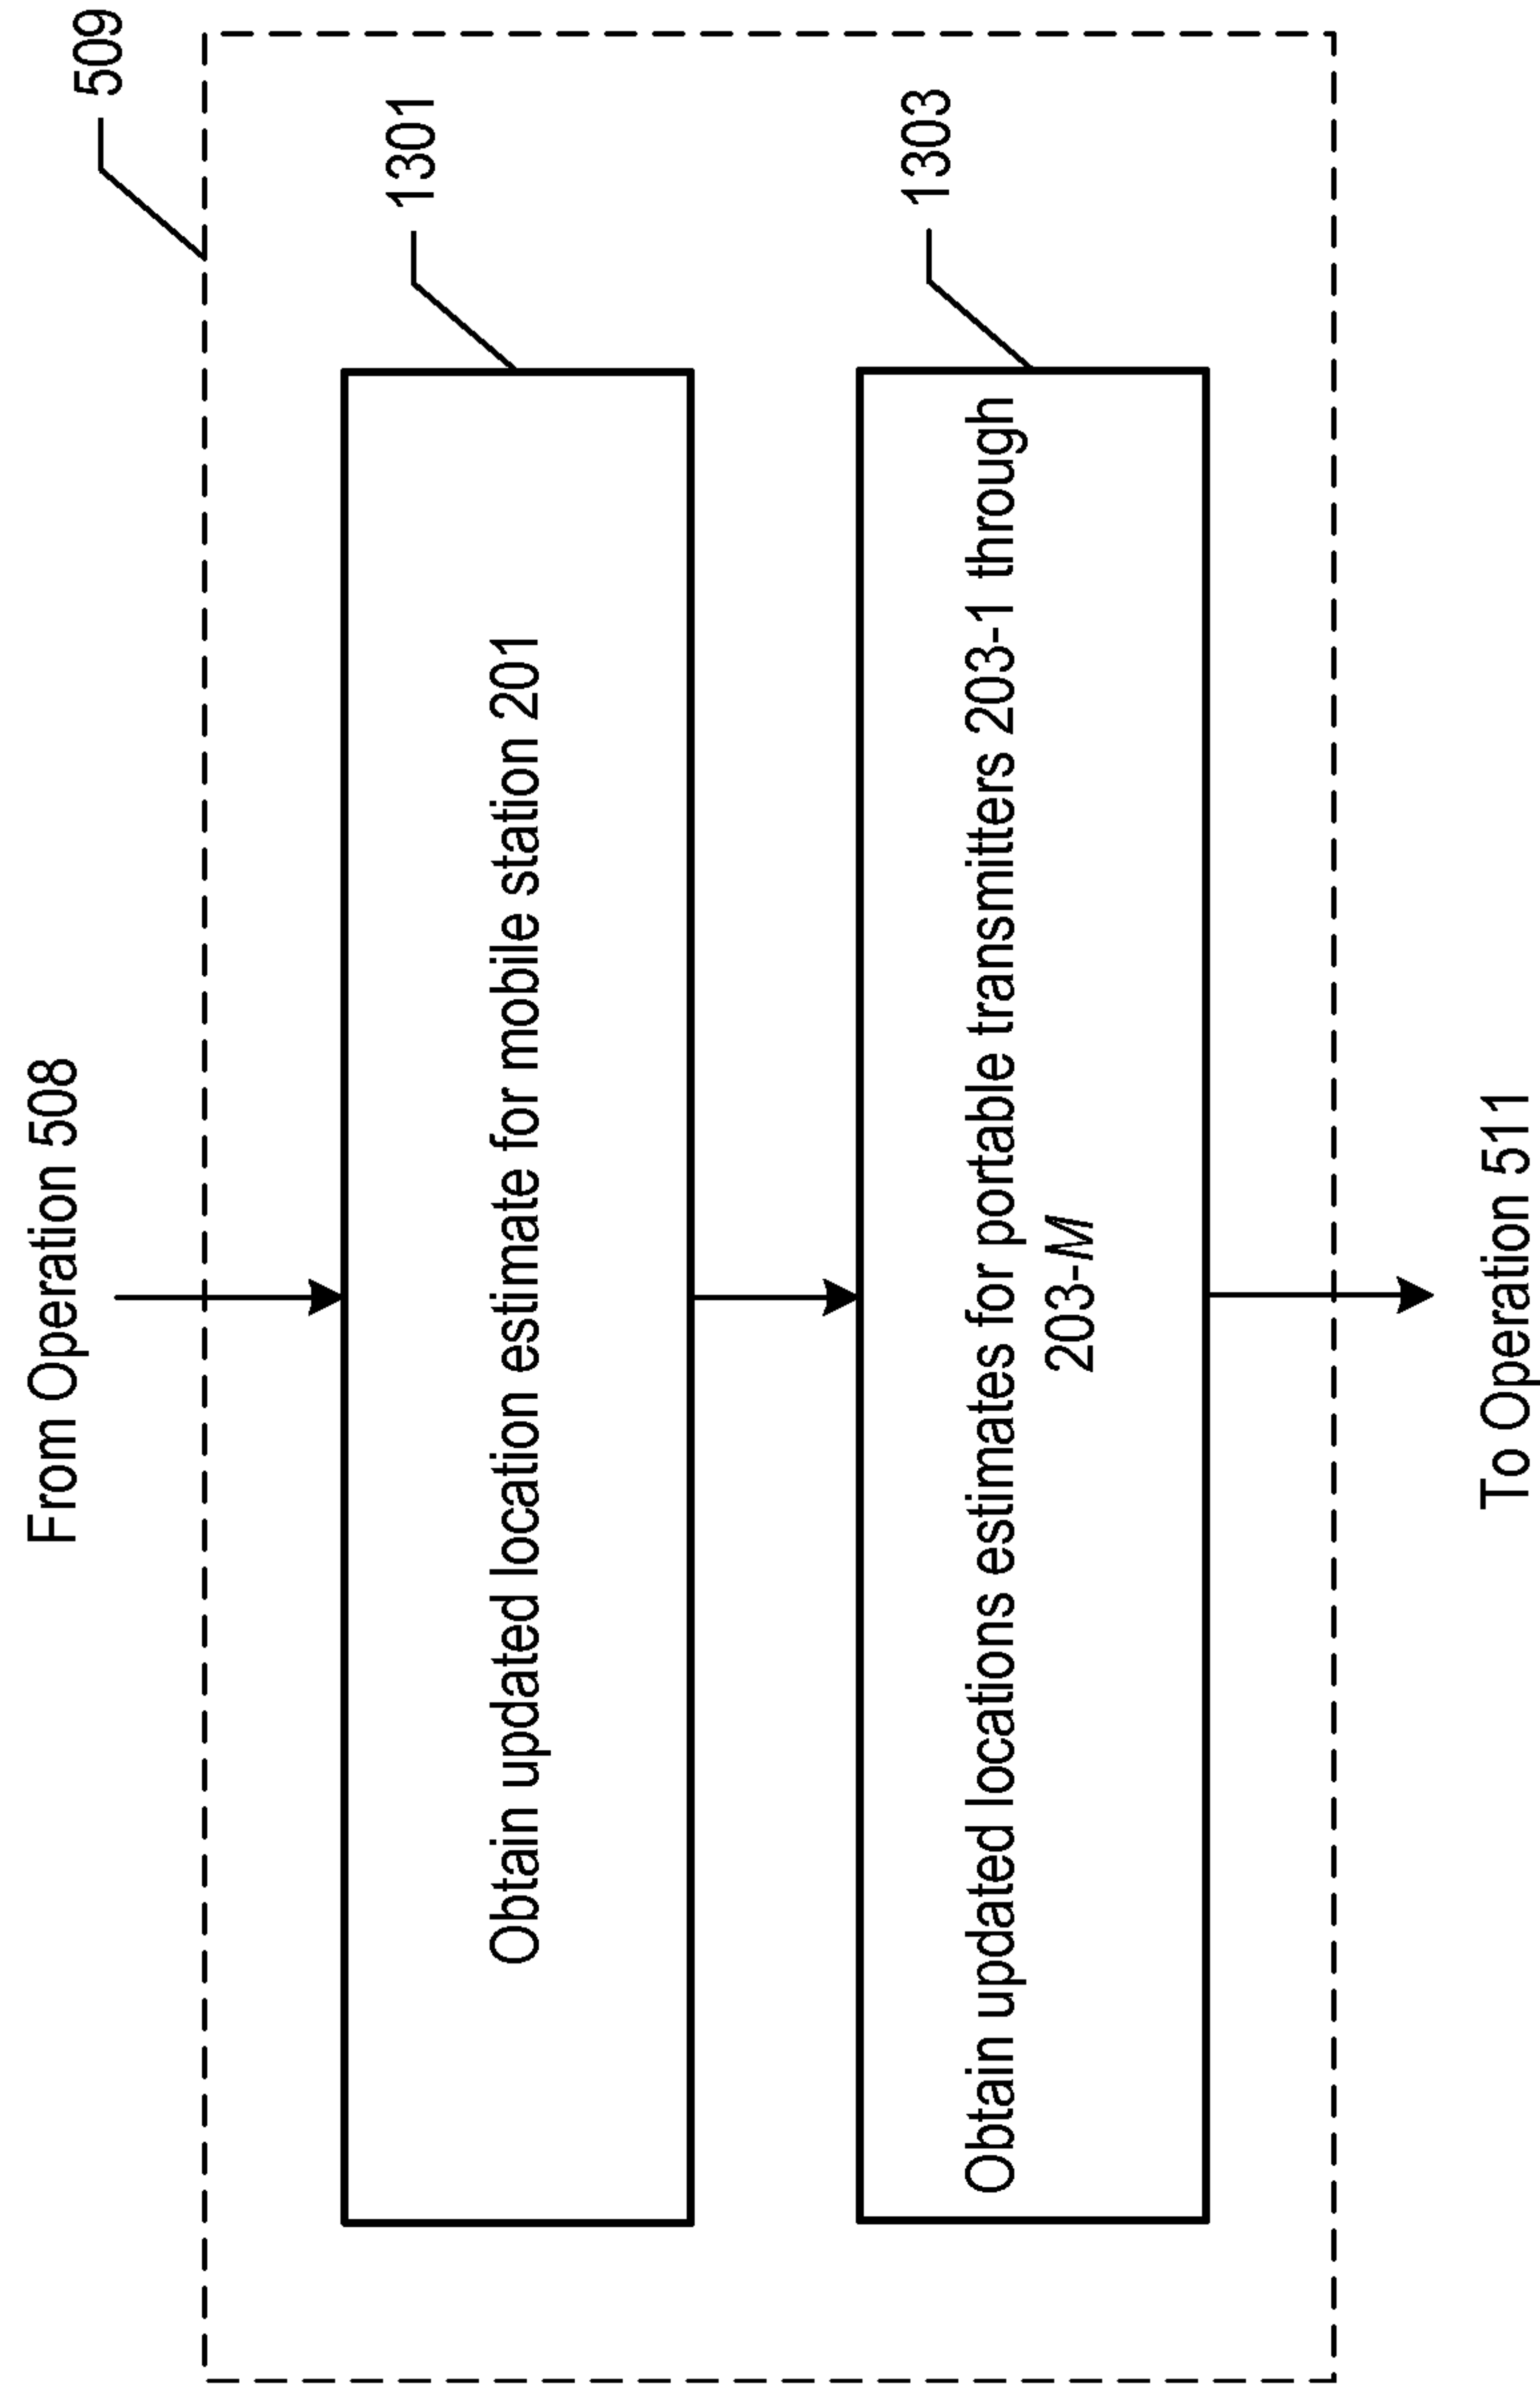 From Operation 508
509
1301
Obtain updated location estimate for mobile station 201
1303
Obtain updated locations estimates for portable transmitters 203-1 through
203-M
To Operation 511